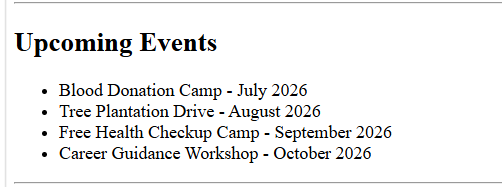 Upcoming Events
• Blood Donation Camp - July 2026
• Tree Plantation Drive - August 2026
• Free Health Checkup Camp - September 2026
• Career Guidance Workshop - October 2026